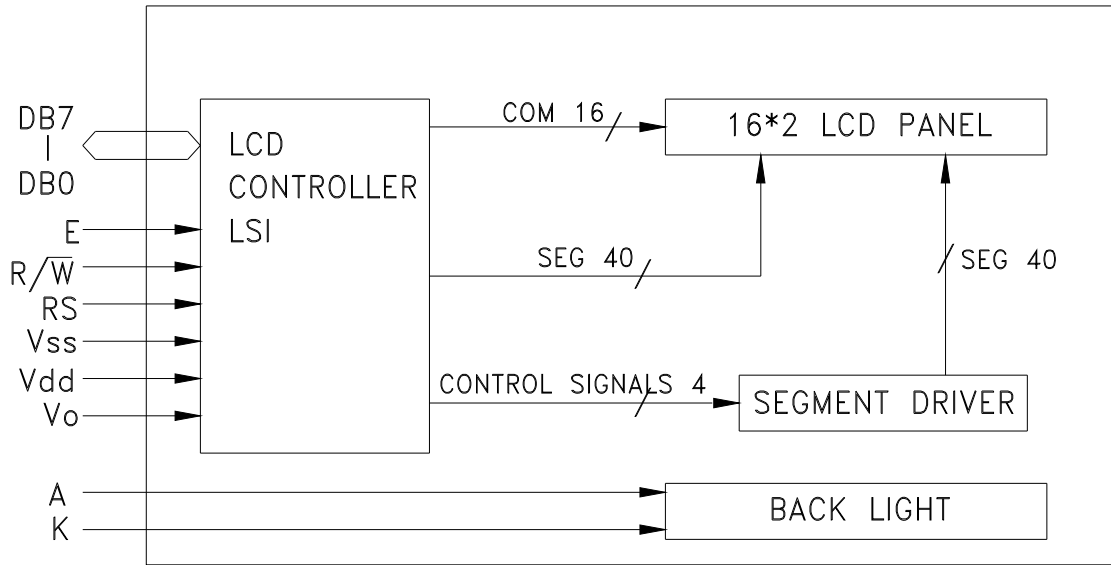 DB7
DB0
E
R/W̅
RS
Vss
Vdd
Vo
A
K
LCD
CONTROLLER
LSI
COM 16
16*2 LCD PANEL
SEG 40
SEG 40
CONTROL SIGNALS 4
SEGMENT DRIVER
BACK LIGHT